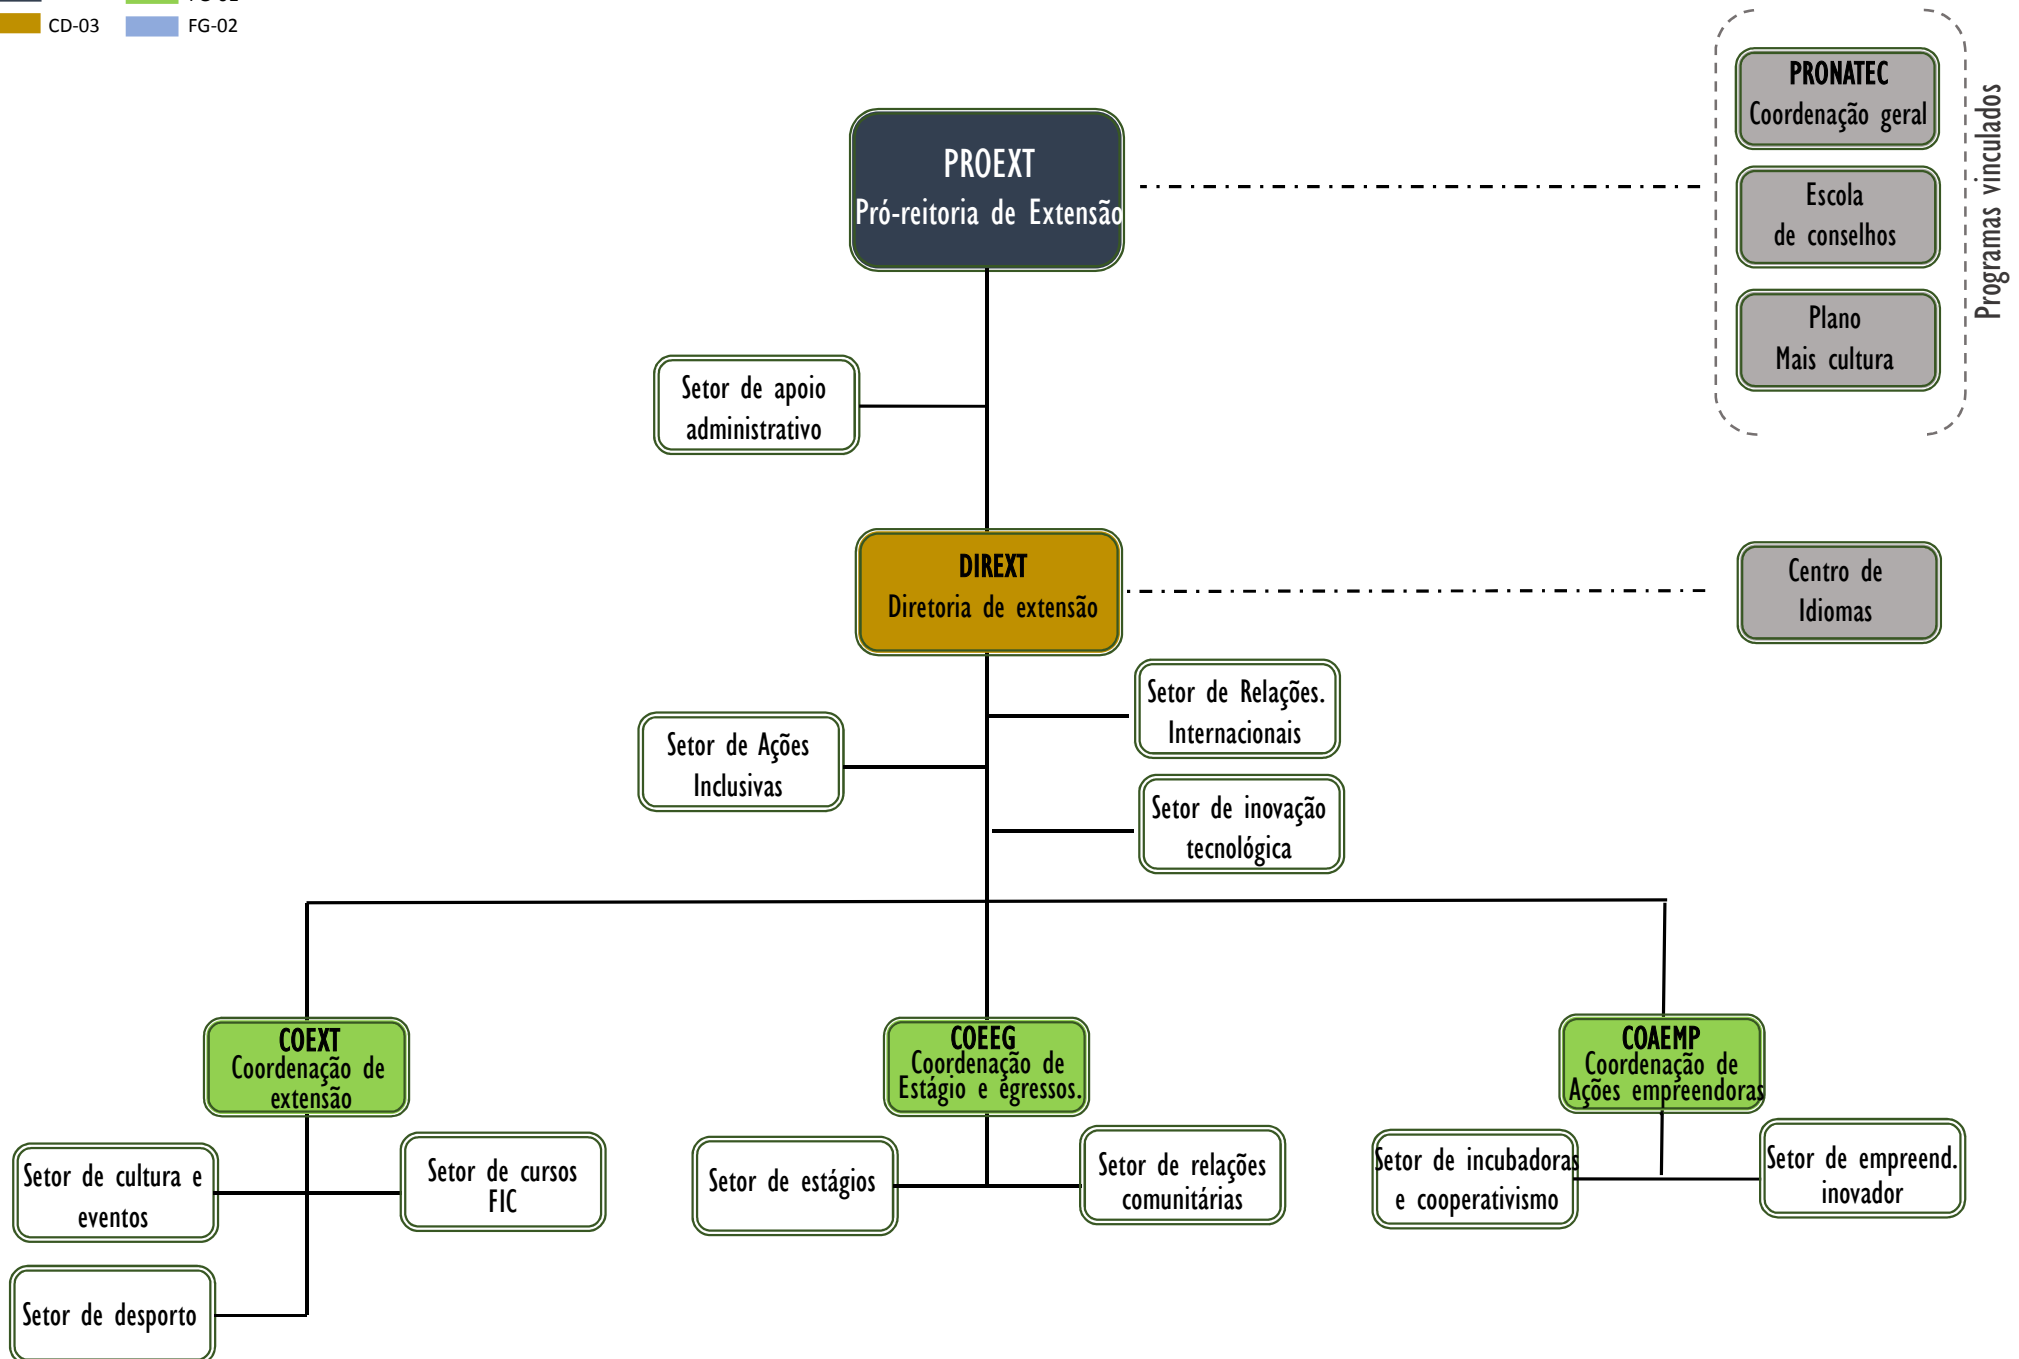 CD-03
FG-02
PRONATEC
Coordenação geral
Escola
de conselhos
Plano
Mais cultura
Programas vinculados
PROEXT
Pró-reitoria de Extensão
Setor de apoio
administrativo
DIREXT
Diretoria de extensão
Centro de
Idiomas
Setor de Relações.
Internacionais
Setor de Ações
Inclusivas
Setor de inovação
tecnológica
COEXT
Coordenação de
extensão
COEEG
Coordenação de
Estágio e egressos.
COAEMP
Coordenação de
Ações empreendoras
Setor de cultura e
eventos
Setor de cursos
FIC
Setor de desporto
Setor de estágios
Setor de relações
comunitárias
Setor de incubadoras
e cooperativismo
Setor de empreend.
inovador